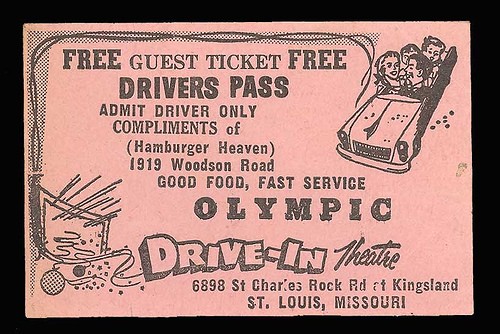 FREE GUEST TICKET FREE
DRIVERS PASS
ADMIT DRIVER ONLY
COMPLIMENTS of
(Hamburger Heaven)
1919 Woodson Road
GOOD FOOD, FAST SERVICE
OLYMPIC
DRIVE-IN Theatre
6898 St Charles Rock Rd at Kingsland
ST. LOUIS, MISSOURI